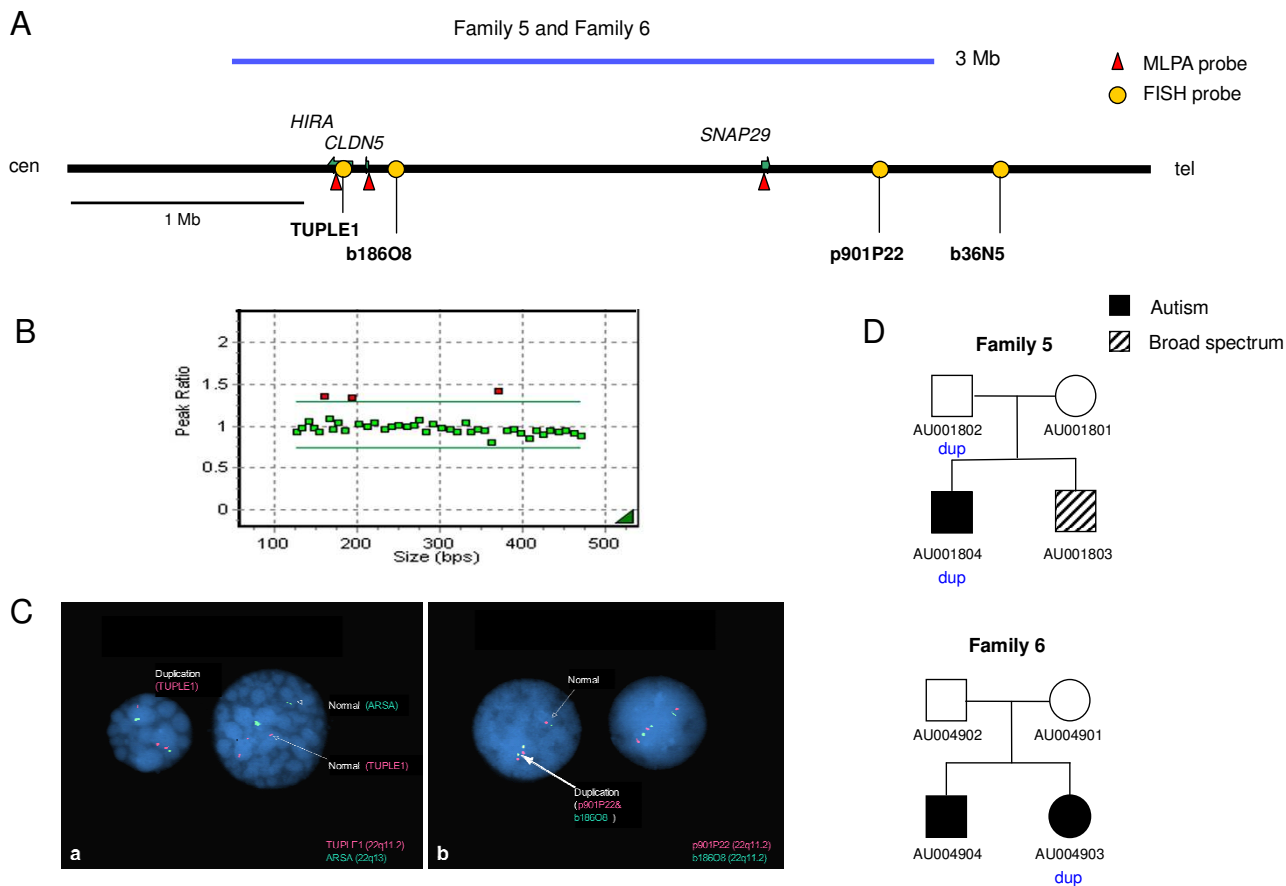 A
Family 5 and Family 6
3 Mb
MLPA probe
FISH probe
HIRA
CLDN5
SNAP29
cen
tel
1 Mb
TUPLE1
b186O8
p901P22
b36N5
B
2
1.5
1
0.5
0
Peak Ratio
100 200 300 400 500
Size (bps)
C
Duplication
(TUPLE1)
Normal (ARSA)
Normal (TUPLE1)
a
TUPLE1 (22q11.2)
ARSA (22q13)
Normal
Duplication
(p901P22&
b186O8 )
b
p901P22 (22q11.2)
b186O8 (22q11.2)
D
Autism
Broad spectrum
Family 5
AU001802 AU001801
dup
AU001804 AU001803
dup
Family 6
AU004902 AU004901
AU004904 AU004903
dup